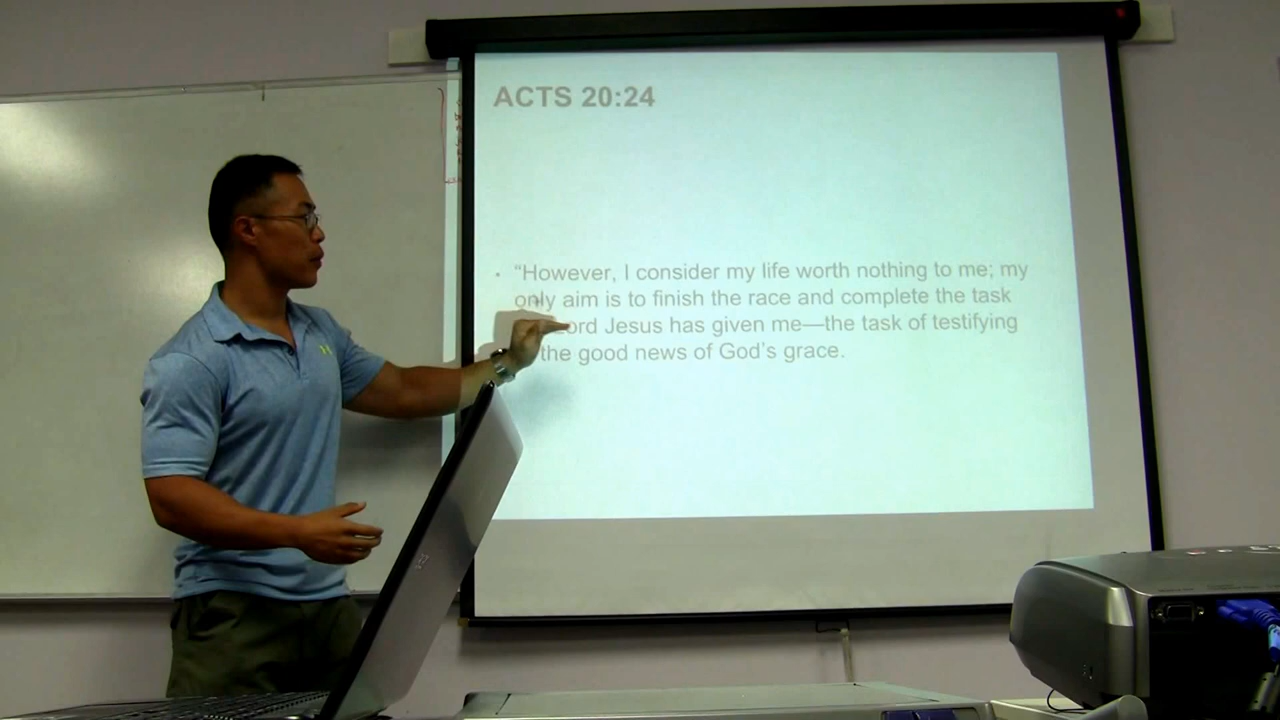 ACTS 20:24
• “However, I consider my life worth nothing to me; my
only aim is to finish the race and complete the task
Lord Jesus has given me—the task of testifying
the good news of God’s grace.